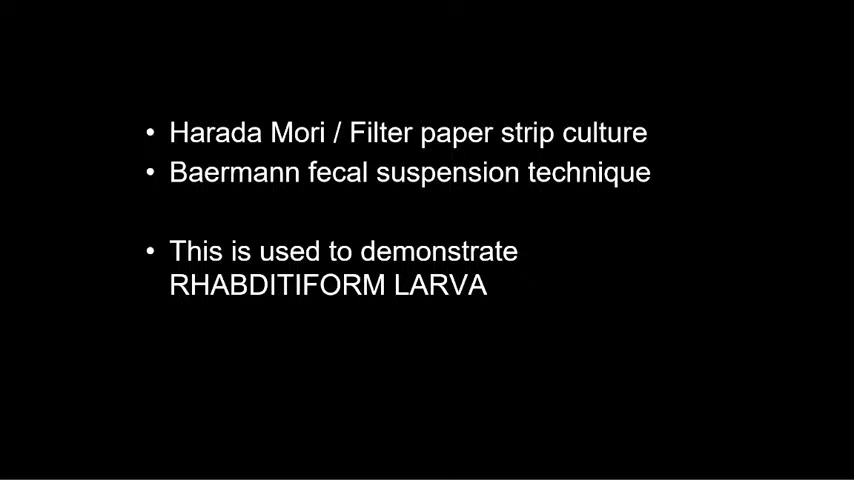 • Harada Mori / Filter paper strip culture
• Baermann fecal suspension technique
• This is used to demonstrate
RHABDITIFORM LARVA